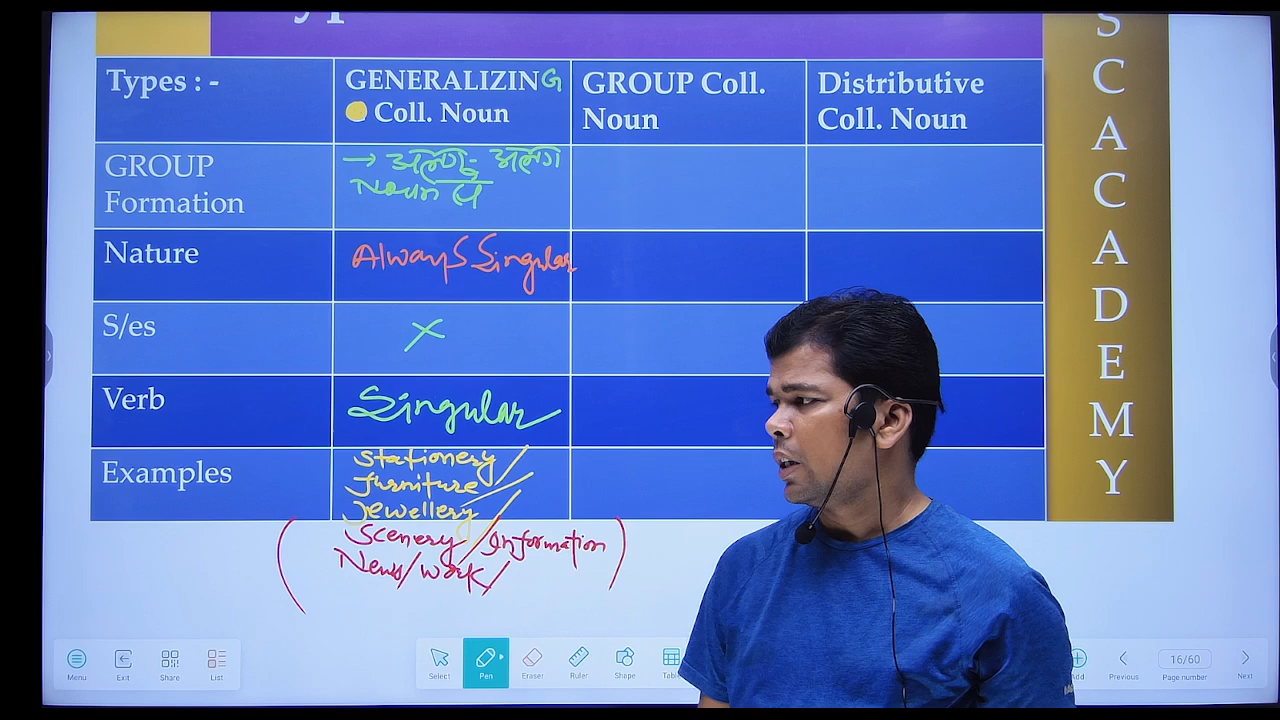 Types : -
GENERALIZING
Coll. Noun
GROUP Coll.
Noun
Distributive
Coll. Noun
GROUP
Formation
→ अलग-अलग
Noun से
Nature
Always Singular
S/es
×
Verb
Singular
Examples
Stationery/
furniture/
Jewellery/
Scenery/Information
News/work/
S
C
A
C
A
D
E
M
Y
Menu
Exit
Share
List
Select
Pen
Eraser
Ruler
Shape
Previous
16/60
Page number
Next